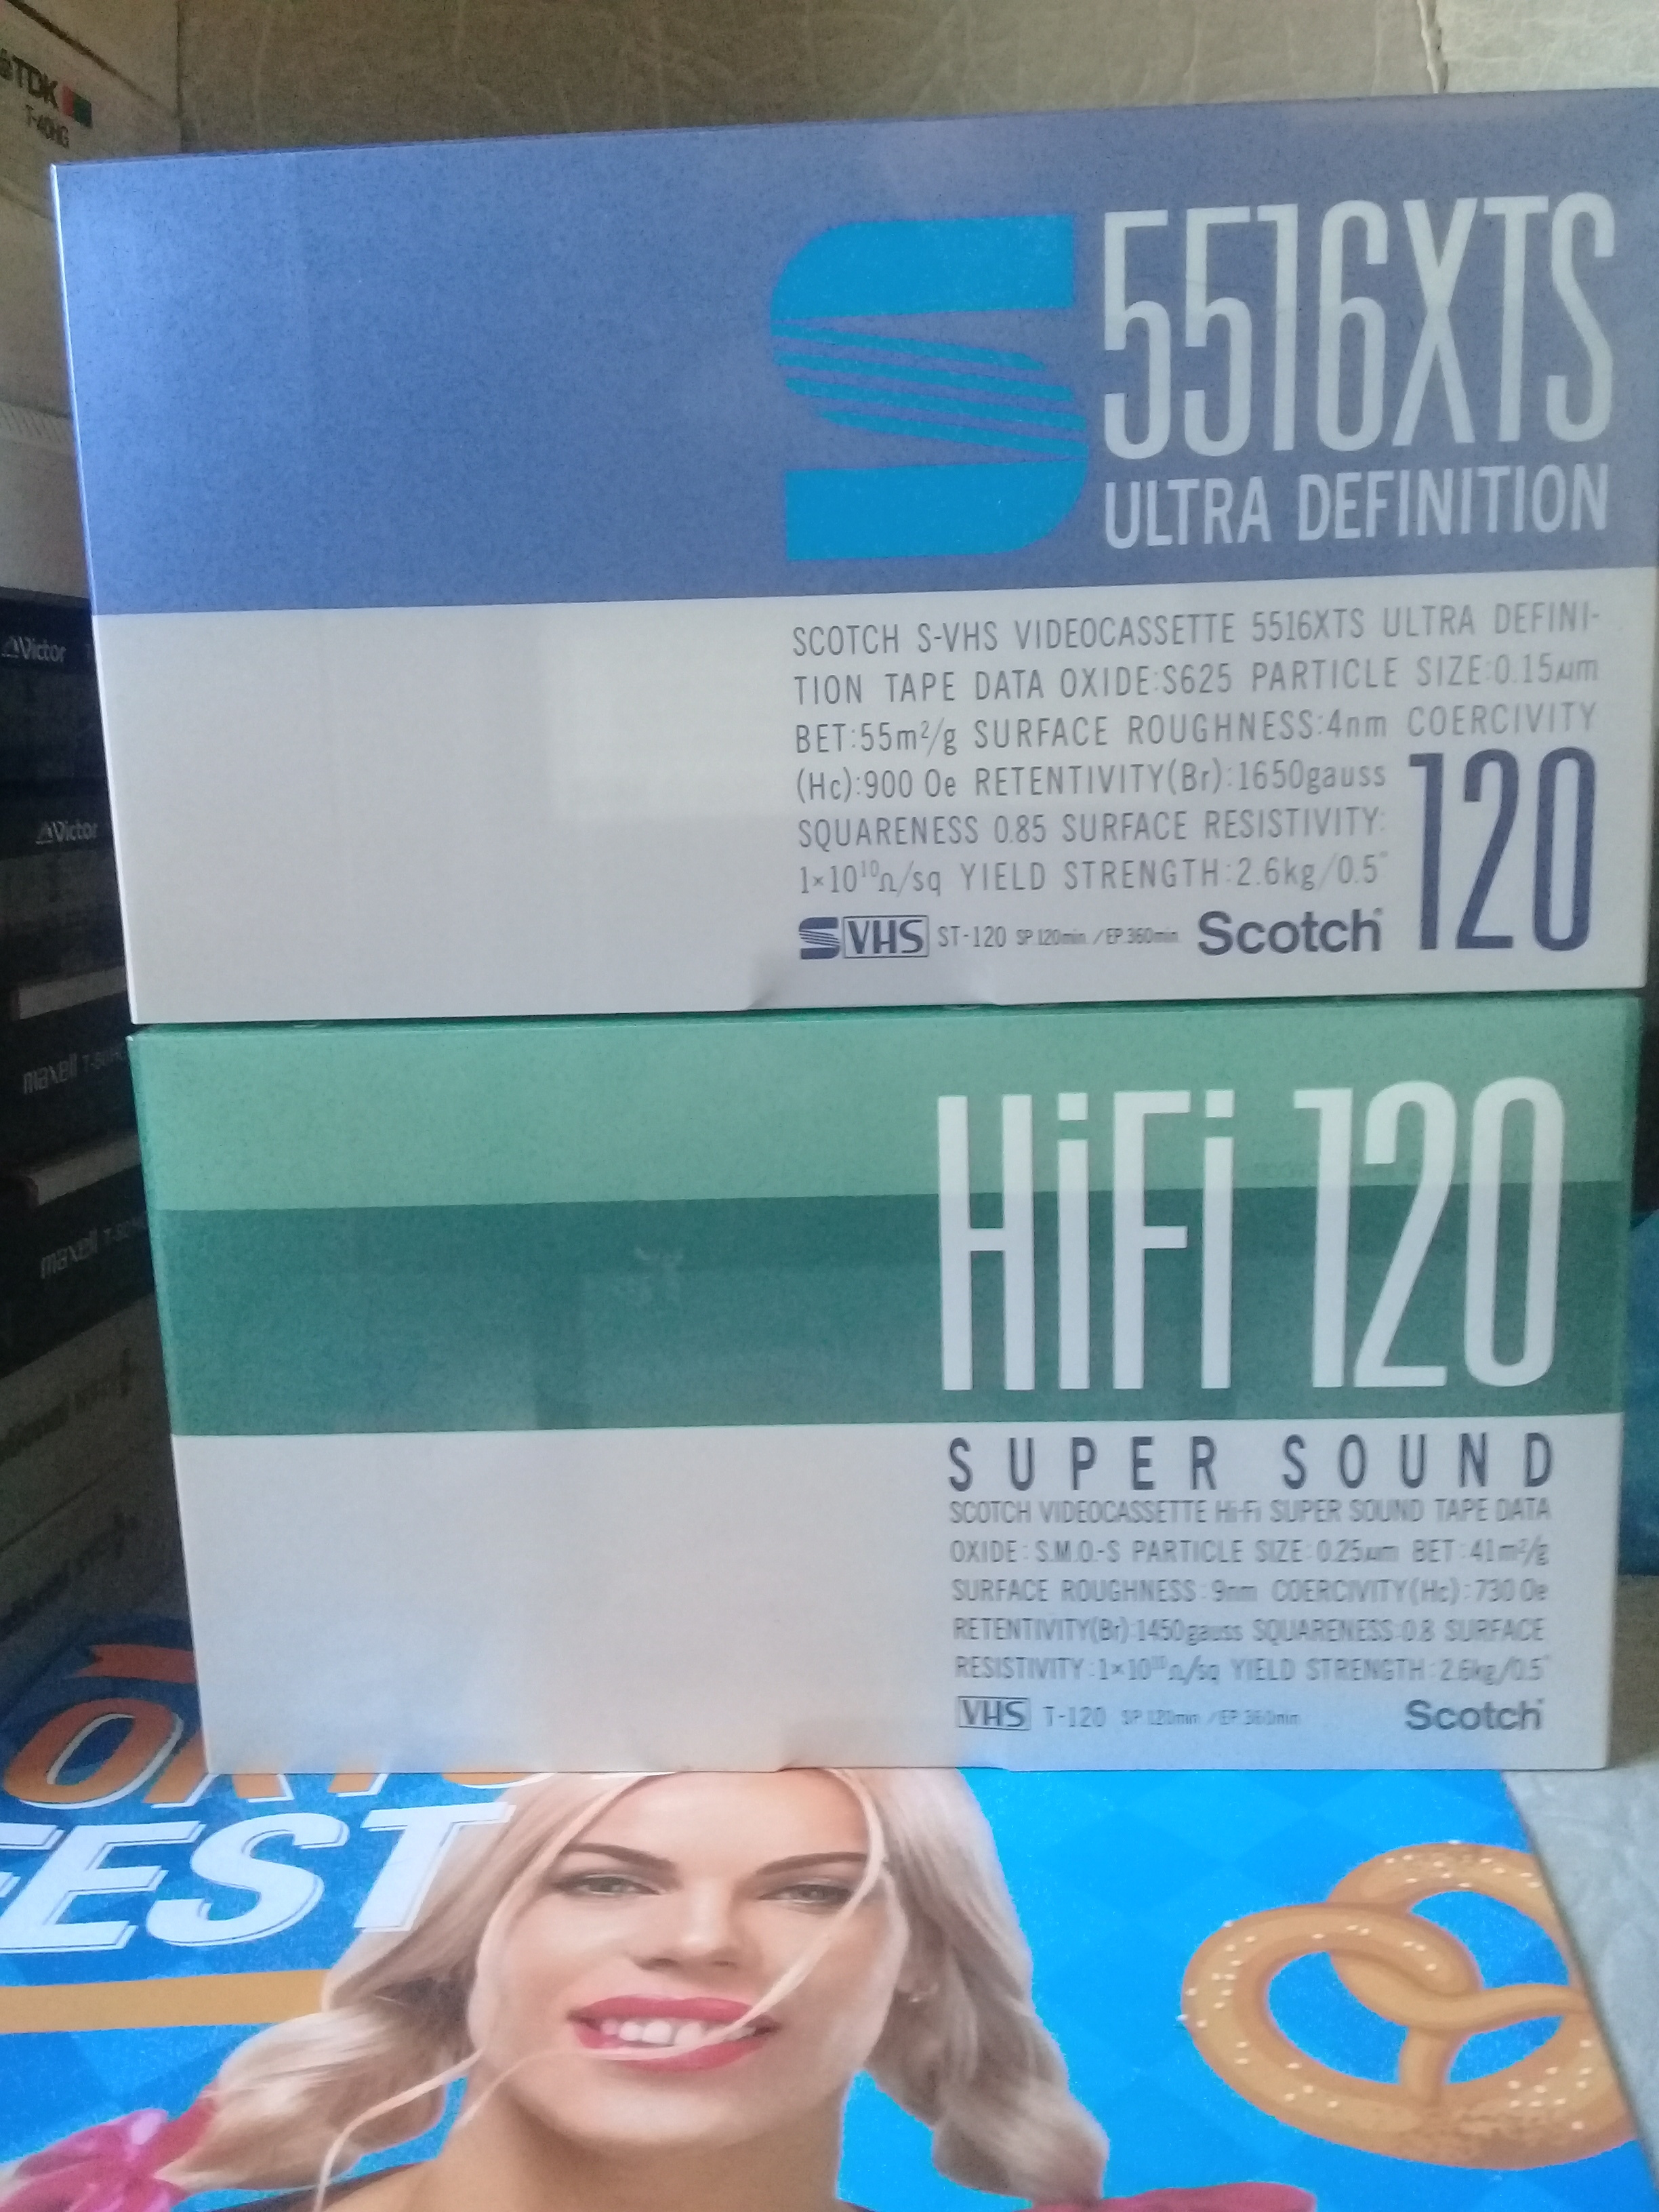 TDK
T-40HG
5516XTS
ULTRA DEFINITION
SCOTCH S-VHS VIDEOCASSETTE 5516XTS ULTRA DEFINI-
TION TAPE DATA OXIDE:S625 PARTICLE SIZE:0.15μm
BET:55m²/g SURFACE ROUGHNESS:4nm COERCIVITY
(Hc):900 Oe RETENTIVITY(Br):1650gauss
SQUARENESS 0.85 SURFACE RESISTIVITY:
1×10¹⁰Ω/sq YIELD STRENGTH:2.6kg/0.5"
120
S VHS ST-120 SP.120min./EP.360min. Scotch
Victor
Victor
maxell
maxell
HiFi 120
SUPER SOUND
SCOTCH VIDEOCASSETTE Hi-Fi SUPER SOUND TAPE DATA
OXIDE:S.M.O.-S PARTICLE SIZE:0.25μm BET:41m²/g
SURFACE ROUGHNESS:9nm COERCIVITY(Hc):730 Oe
RETENTIVITY(Br):1450gauss SQUARENESS:0.8 SURFACE
RESISTIVITY:1×10¹⁰Ω/sq YIELD STRENGTH:2.6kg/0.5"
VHS T-120 SP.120min./EP.360min. Scotch